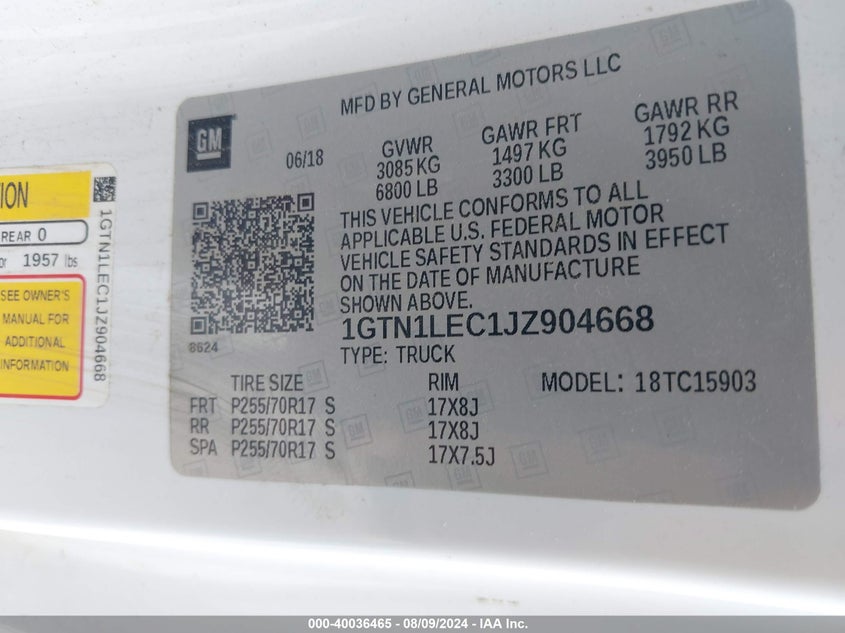 MFD BY GENERAL MOTORS LLC
GM
06/18
GVWR
3085 KG
6800 LB
GAWR FRT
1497 KG
3300 LB
GAWR RR
1792 KG
3950 LB
THIS VEHICLE CONFORMS TO ALL
APPLICABLE U.S. FEDERAL MOTOR
VEHICLE SAFETY STANDARDS IN EFFECT
ON THE DATE OF MANUFACTURE
SHOWN ABOVE.
1GTN1LEC1JZ904668
8624
TYPE: TRUCK
MODEL: 18TC15903
TIRE SIZE RIM
FRT P255/70R17 S 17X8J
RR P255/70R17 S 17X8J
SPA P255/70R17 S 17X7.5J
TION
REAR 0
or 1957 lbs
SEE OWNER'S
MANUAL FOR
ADDITIONAL
INFORMATION
1GTN1LEC1JZ904668
000-40036465 - 08/09/2024 - IAA Inc.